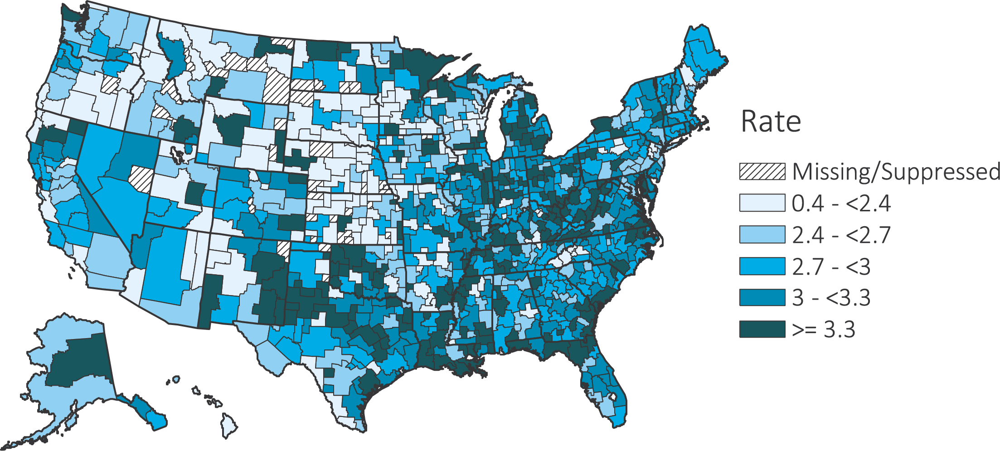 Rate
Missing/Suppressed
0.4 - <2.4
2.4 - <2.7
2.7 - <3
3 - <3.3
>= 3.3